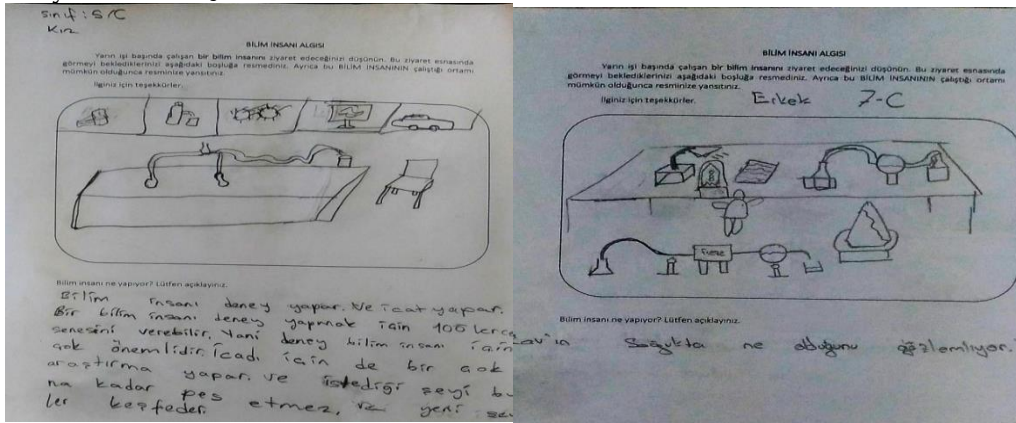 sınıf: 5/C
Kız
BİLİM İNSANI ALGISI
Yarın işi başında çalışan bir bilim insanını ziyaret edeceğinizi düşünün. Bu ziyaret esnasında
görmeyi beklediklerinizi aşağıdaki boşluğa resmediniz. Ayrıca bu BİLİM İNSANININ çalıştığı ortamı
mümkün olduğunca resminize yansıtınız.
İlginiz için teşekkürler.
Bilim insanı ne yapıyor? Lütfen açıklayınız.
Bilim insanı deney yapar. Ve icat yapar.
Bir bilim insanı deney yapmak için 100 kere
senesini verebilir. Yani deney bilim insanı için
çok önemlidir. İcadı için de bir çok
araştırma yapar. ve istediği şeyi bu
na kadar pes etmez, ve yeni şey
ler keşfeder.
BİLİM İNSANI ALGISI
Yarın işi başında çalışan bir bilim insanını ziyaret edeceğinizi düşünün. Bu ziyaret esnasında
görmeyi beklediklerinizi aşağıdaki boşluğa resmediniz. Ayrıca bu BİLİM İNSANININ çalıştığı ortamı
mümkün olduğunca resminize yansıtınız.
İlginiz için teşekkürler.
Erkek 7-C
Bilim insanı ne yapıyor? Lütfen açıklayınız.
Soğukta ne olduğunu gözlemliyor.